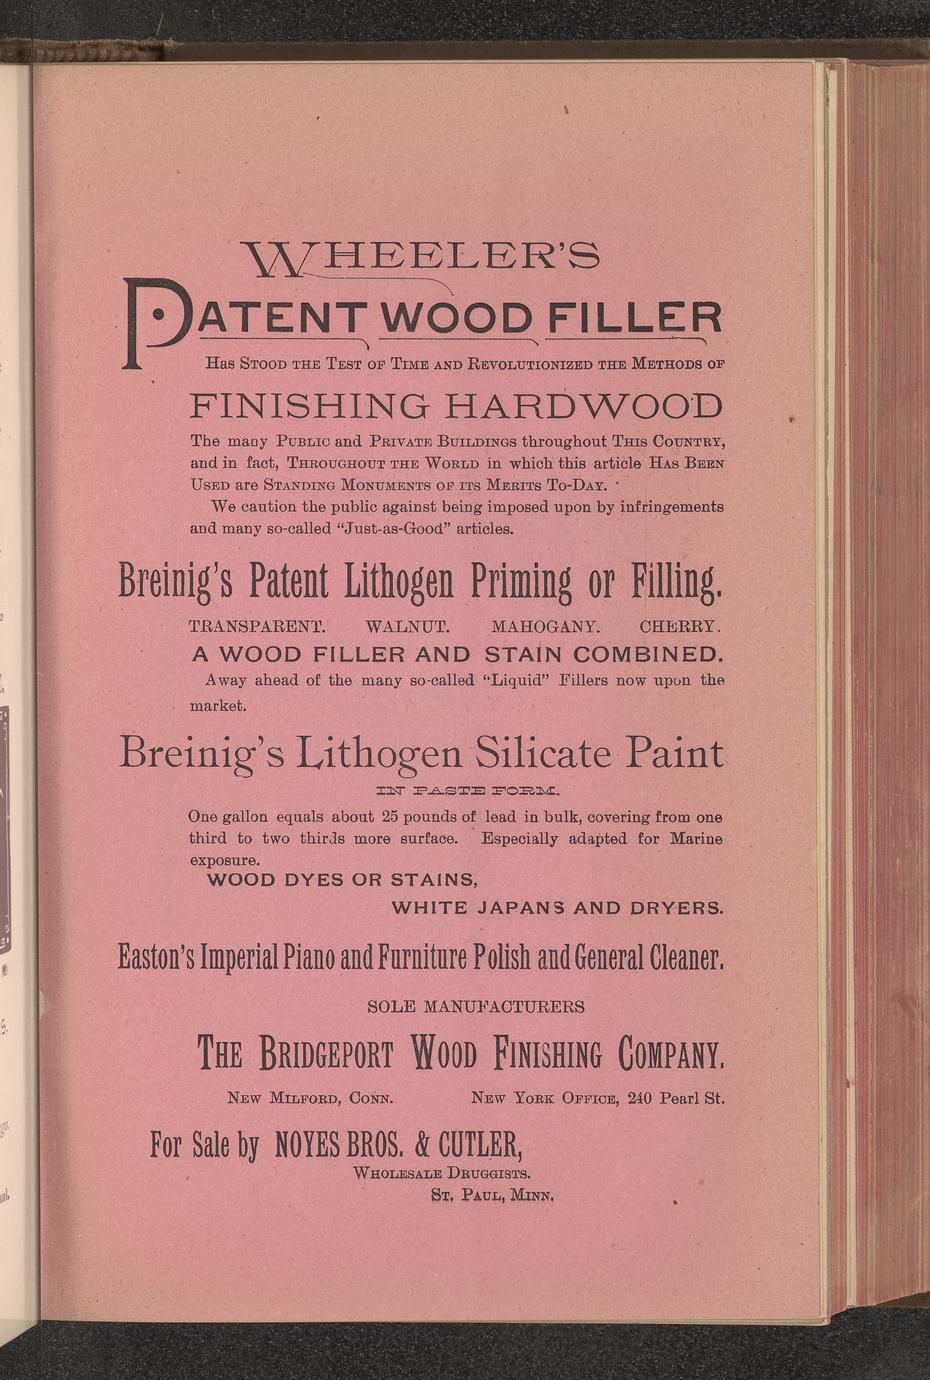 WHEELER'S
PATENT WOOD FILLER
Has Stood the Test of Time and Revolutionized the Methods of
FINISHING HARDWOOD
The many Public and Private Buildings throughout This Country,
and in fact, Throughout the World in which this article Has Been
Used are Standing Monuments of its Merits To-Day.
We caution the public against being imposed upon by infringements
and many so-called “Just-as-Good” articles.
Breinig's Patent Lithogen Priming or Filling.
TRANSPARENT. WALNUT. MAHOGANY. CHERRY.
A WOOD FILLER AND STAIN COMBINED.
Away ahead of the many so-called “Liquid” Fillers now upon the
market.
Breinig's Lithogen Silicate Paint
IN PASTE FORM.
One gallon equals about 25 pounds of lead in bulk, covering from one
third to two thirds more surface. Especially adapted for Marine
exposure.
WOOD DYES OR STAINS,
WHITE JAPANS AND DRYERS.
Easton's Imperial Piano and Furniture Polish and General Cleaner.
SOLE MANUFACTURERS
The Bridgeport Wood Finishing Company.
New Milford, Conn. New York Office, 240 Pearl St.
For Sale by NOYES BROS. & CUTLER,
Wholesale Druggists.
St. Paul, Minn.